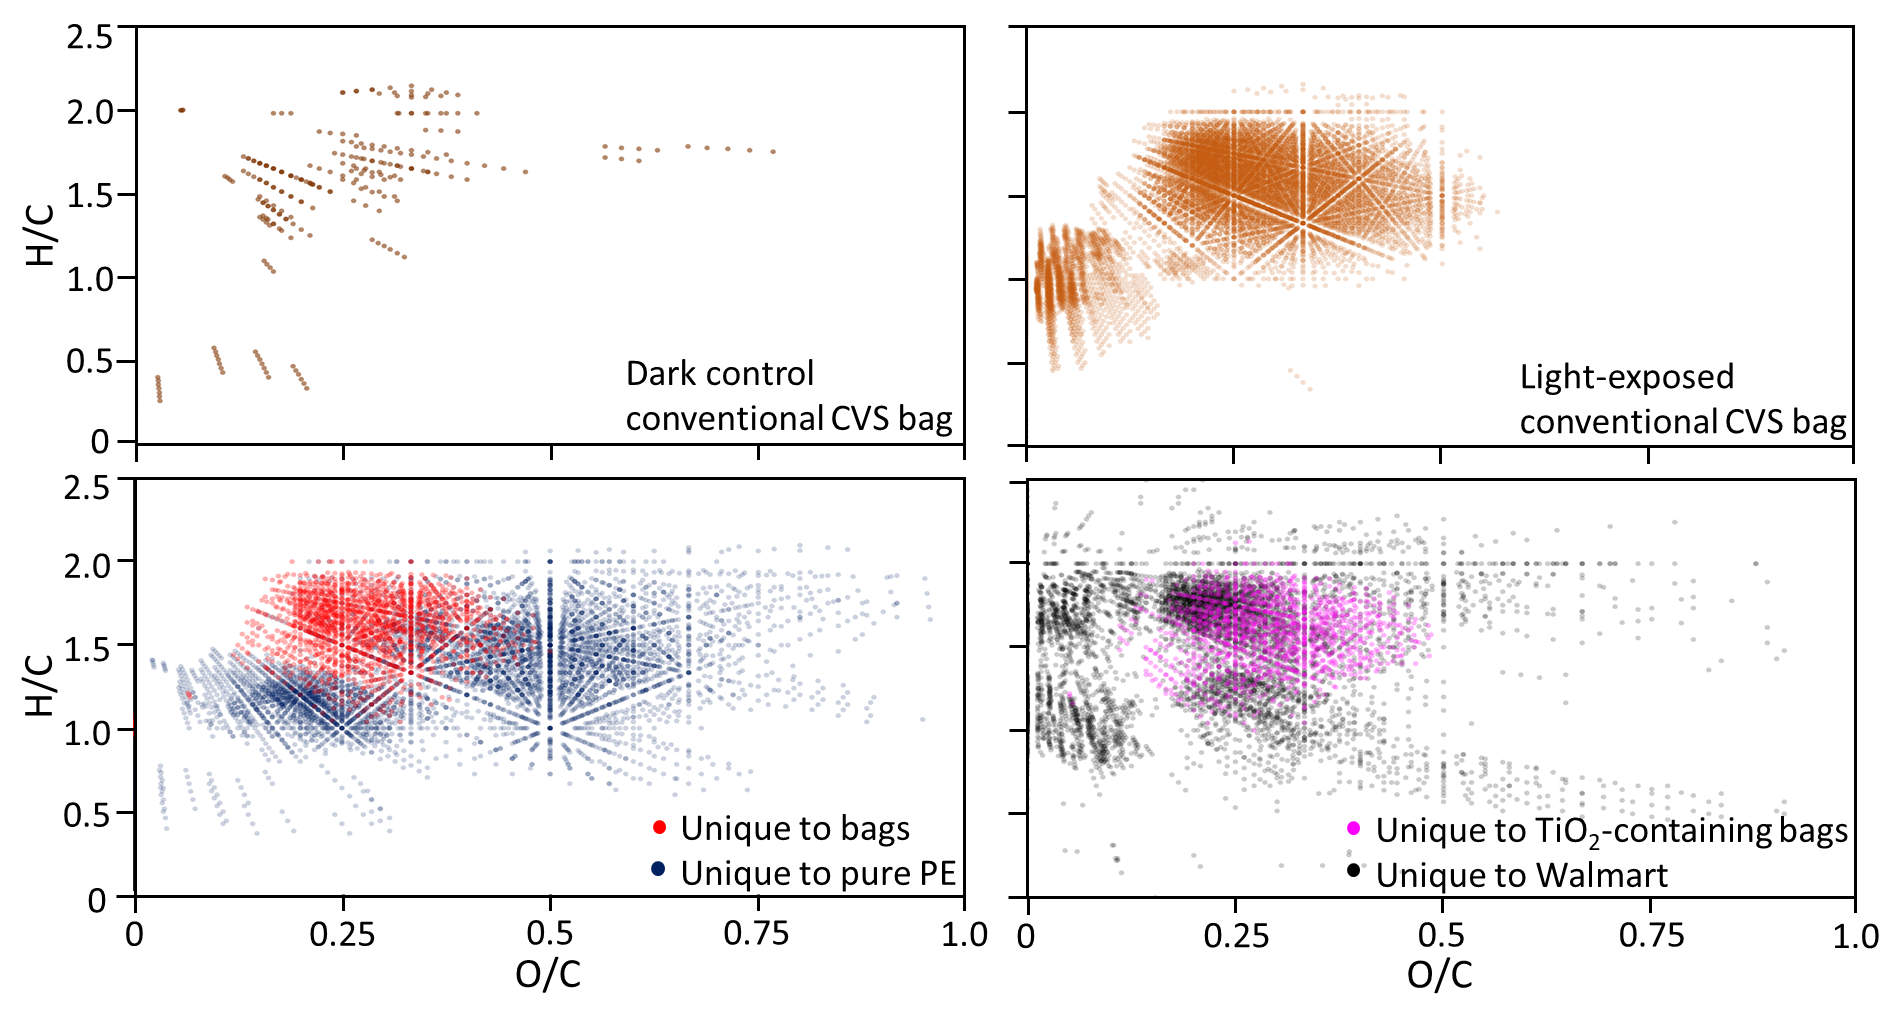 2.5
2.0
1.5
1.0
0.5
0
H/C
Dark control
conventional CVS bag
Light-exposed
conventional CVS bag
2.5
2.0
1.5
1.0
0.5
0
H/C
Unique to bags
Unique to pure PE
0
0.25
0.5
0.75
1.0
O/C
Unique to TiO₂-containing bags
Unique to Walmart
0
0.25
0.5
0.75
1.0
O/C